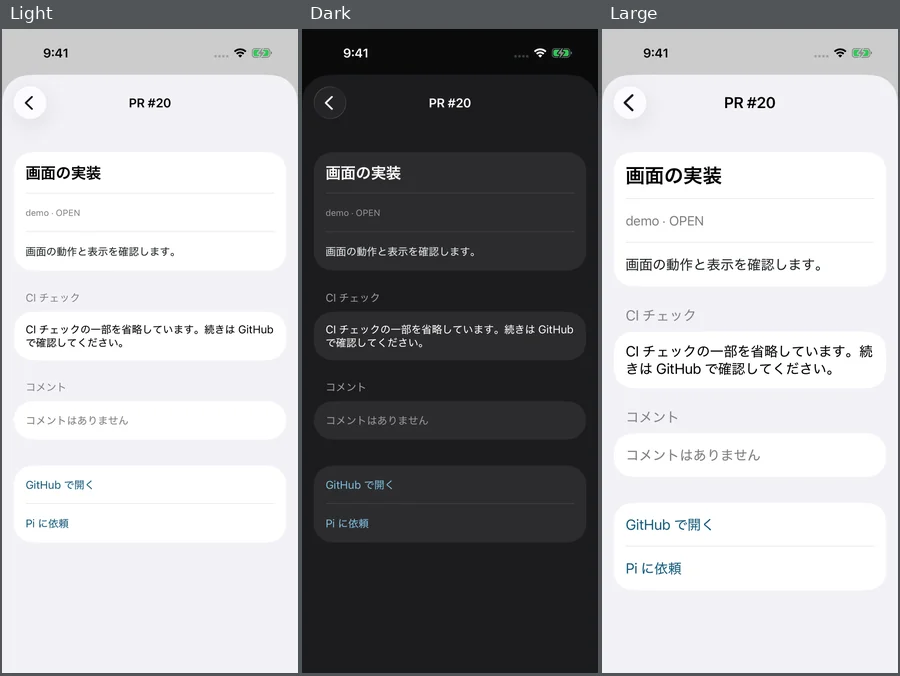 Light
9:41
PR #20
画面の実装
demo · OPEN
画面の動作と表示を確認します。
CI チェック
CI チェックの一部を省略しています。続きは GitHub
で確認してください。
コメント
コメントはありません
GitHub で開く
Pi に依頼
Dark
9:41
PR #20
画面の実装
demo · OPEN
画面の動作と表示を確認します。
CI チェック
CI チェックの一部を省略しています。続きは GitHub
で確認してください。
コメント
コメントはありません
GitHub で開く
Pi に依頼
Large
9:41
PR #20
画面の実装
demo · OPEN
画面の動作と表示を確認します。
CI チェック
CI チェックの一部を省略しています。続
きは GitHub で確認してください。
コメント
コメントはありません
GitHub で開く
Pi に依頼